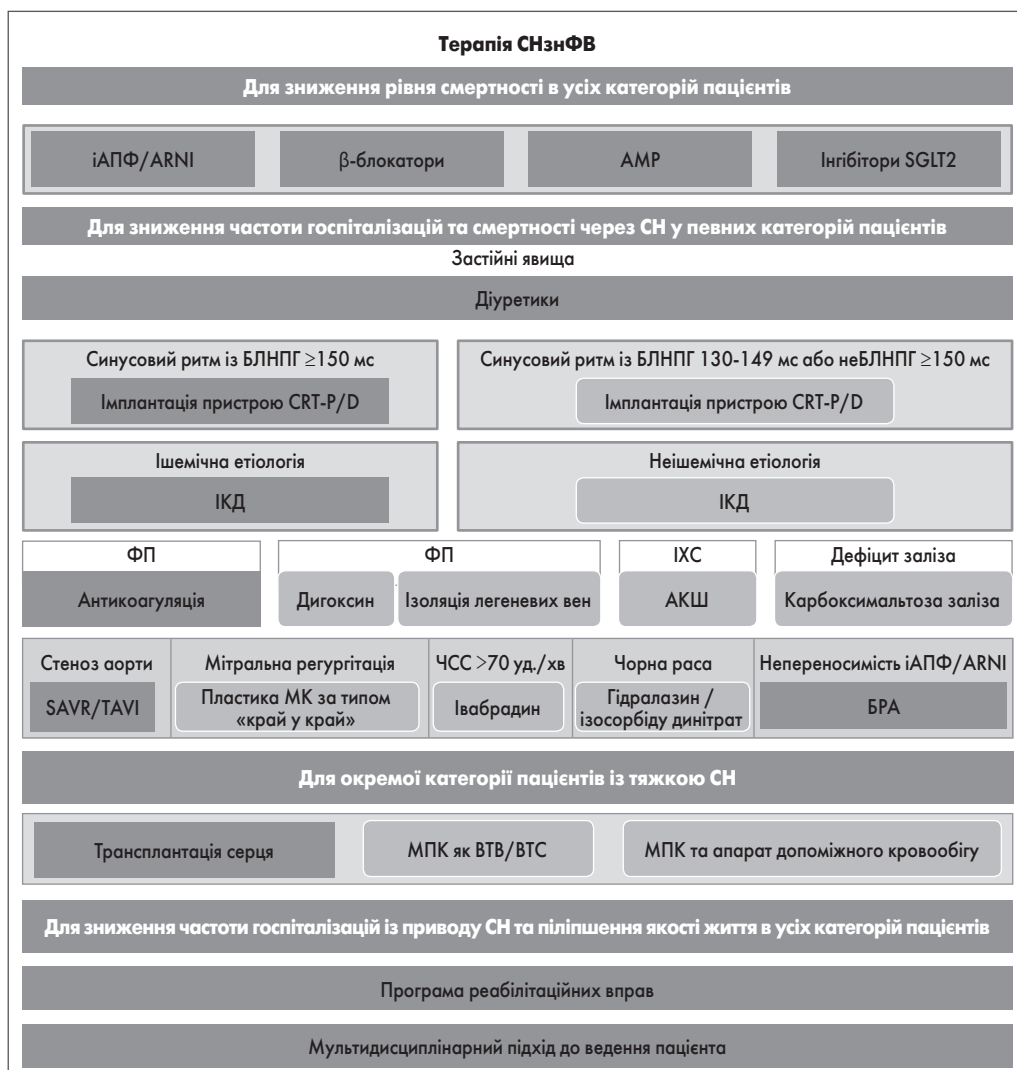 Терапія СНзнФВ
Для зниження рівня смертності в усіх категорій пацієнтів
іАПФ/ARNI
β-блокатори
АМР
Інгібітори SGLT2
Для зниження частоти госпіталізацій та смертності через СН у певних категорій пацієнтів
Застійні явища
Діуретики
Синусовий ритм із БЛНПГ ≥150 мс
Імплантація пристрою CRT-P/D
Синусовий ритм із БЛНПГ 130-149 мс або неБЛНПГ ≥150 мс
Імплантація пристрою CRT-P/D
Ішемічна етіологія
ІКД
Неішемічна етіологія
ІКД
ФП
Антикоагуляція
ФП
Дигоксин
Ізоляція легеневих вен
ІХС
АКШ
Дефіцит заліза
Карбоксимальтоза заліза
Стеноз аорти
SAVR/TAVI
Мітральна регургітація
Пластика МК за типом
«край у край»
ЧСС >70 уд./хв
Івабрадин
Чорна раса
Гідралазин /
ізосорбіду динітрат
Непереносимість іАПФ/ARNI
БРА
Для окремої категорії пацієнтів із тяжкою СН
Трансплантація серця
МПК як ВТВ/ВТС
МПК та апарат допоміжного кровообігу
Для зниження частоти госпіталізацій із приводу СН та піліпшення якості життя в усіх категорій пацієнтів
Програма реабілітаційних вправ
Мультидисциплінарний підхід до ведення пацієнта